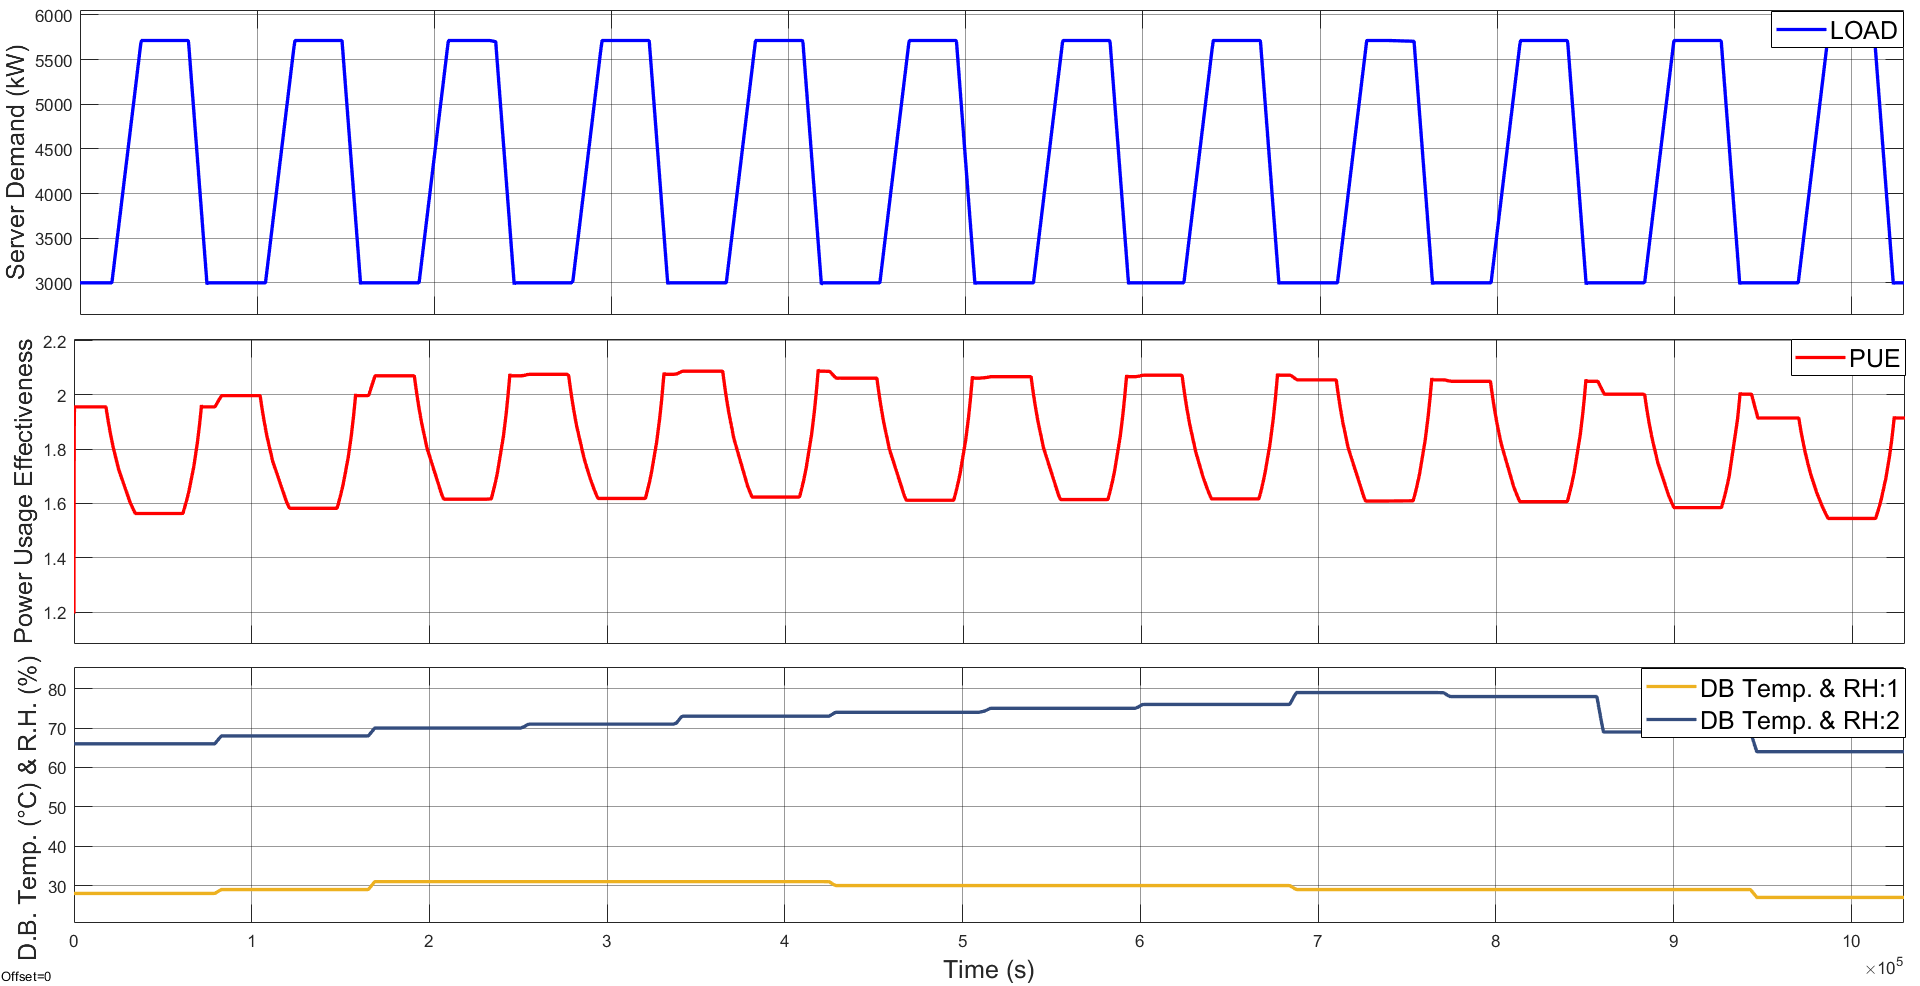 6000
5500
5000
4500
4000
3500
3000
Server Demand (kW)
LOAD
2.2
2
1.8
1.6
1.4
1.2
Power Usage Effectiveness
PUE
80
70
60
50
40
30
D.B. Temp. (°C) & R.H. (%)
DB Temp. & RH:1
DB Temp. & RH:2
0 1 2 3 4 5 6 7 8 9 10
Time (s)
×10⁵
Offset=0